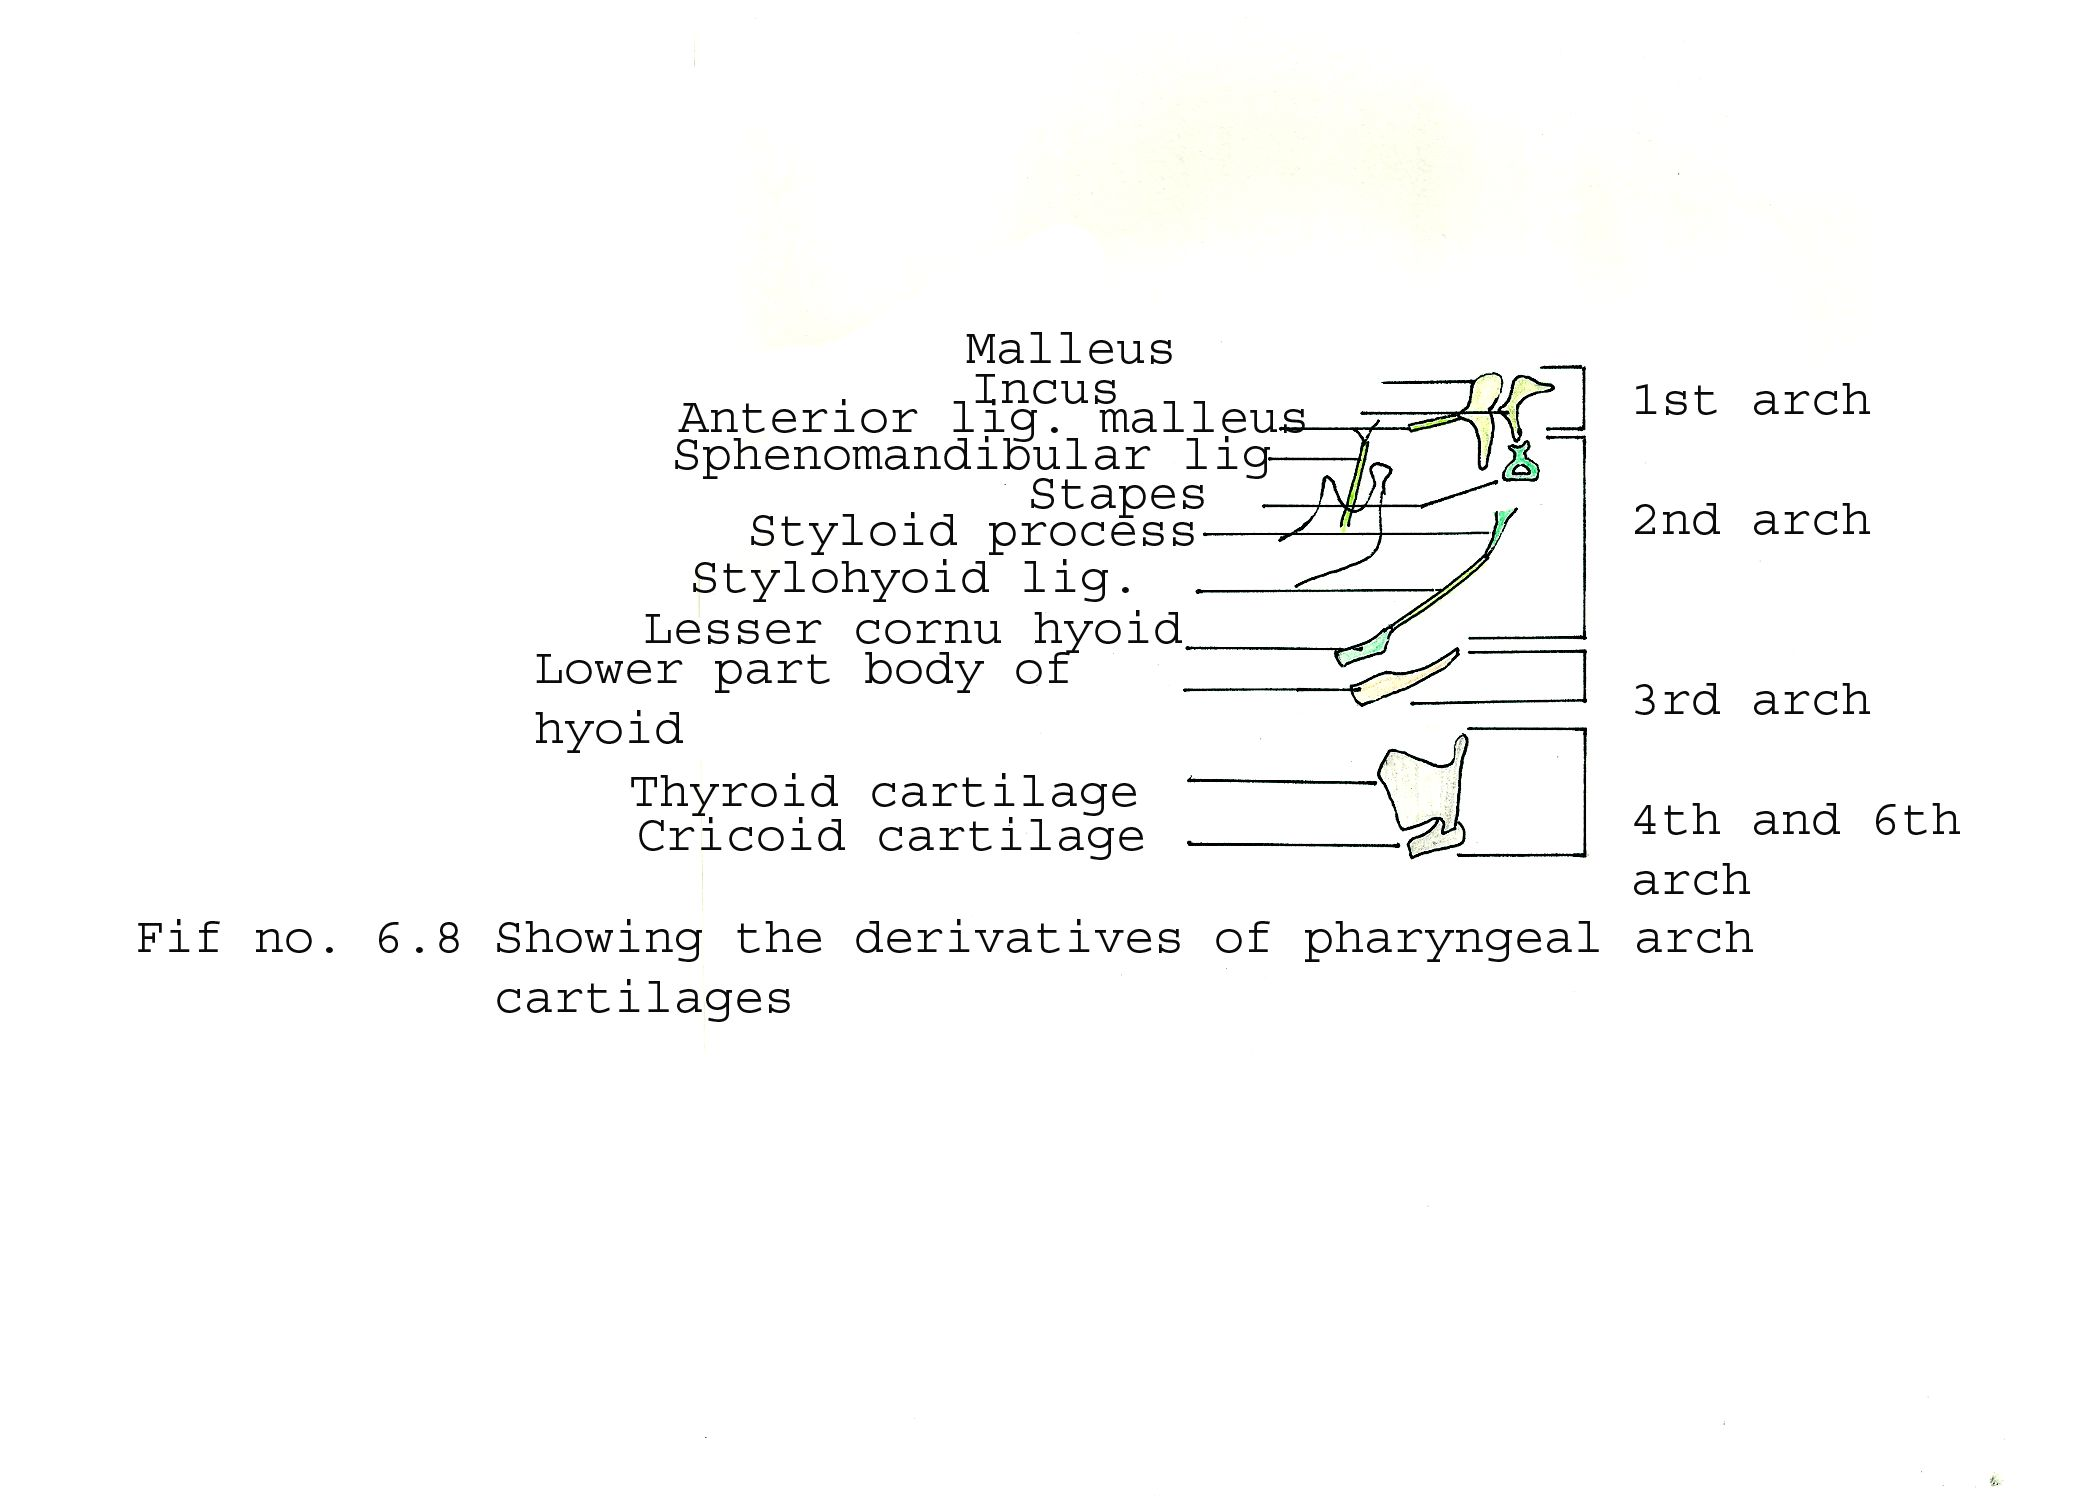 Malleus
Incus
Anterior lig. malleus
Sphenomandibular lig
Stapes
Styloid process
Stylohyoid lig.
Lesser cornu hyoid
Lower part body of
hyoid
Thyroid cartilage
Cricoid cartilage
1st arch
2nd arch
3rd arch
4th and 6th
arch
Fif no. 6.8 Showing the derivatives of pharyngeal arch
cartilages